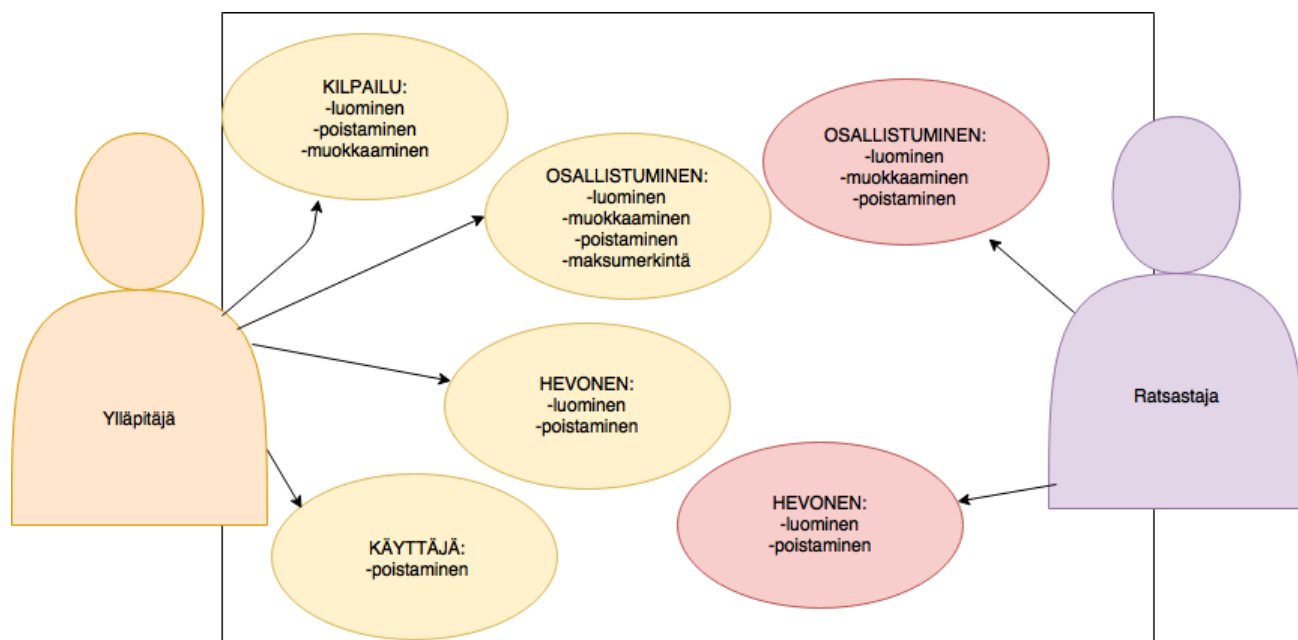 KILPAILU:
-luominen
-poistaminen
-muokkaaminen
OSALLISTUMINEN:
-luominen
-muokkaaminen
-poistaminen
-maksumerkintä
OSALLISTUMINEN:
-luominen
-muokkaaminen
-poistaminen
Ylläpitäjä
HEVONEN:
-luominen
-poistaminen
Ratsastaja
KÄYTTÄJÄ:
-poistaminen
HEVONEN:
-luominen
-poistaminen